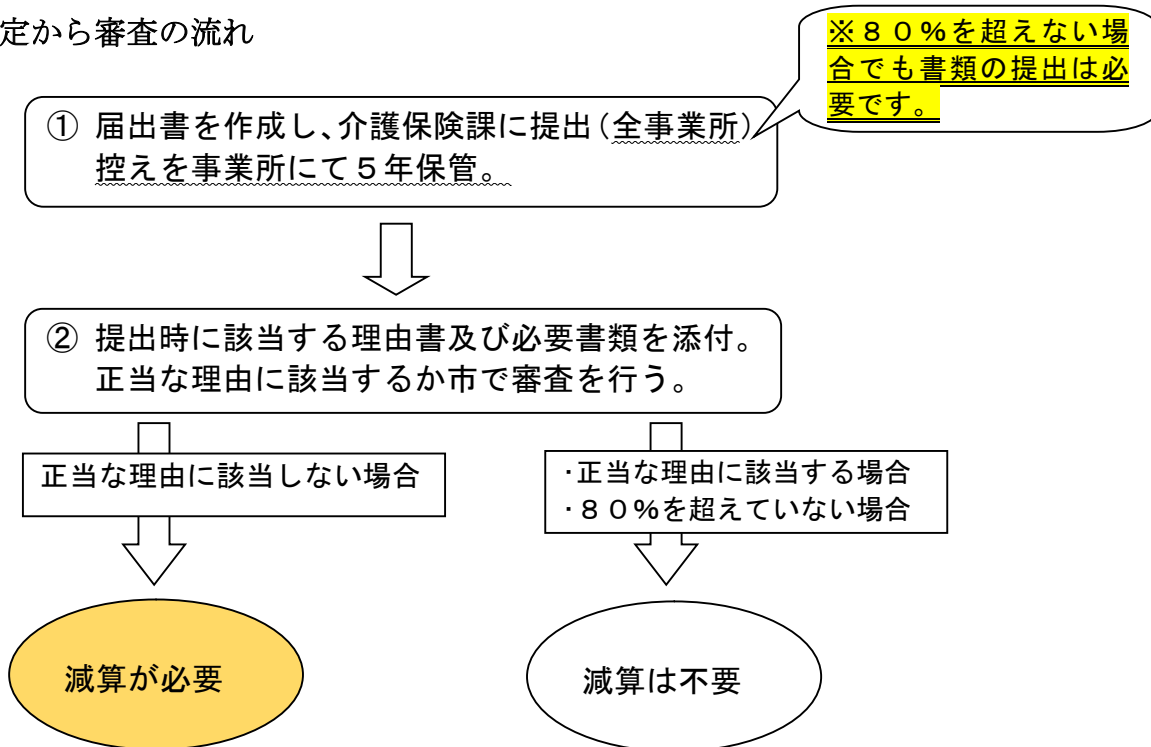 定から審査の流れ
※８０％を超えない場
合でも書類の提出は必
要です。
① 届出書を作成し、介護保険課に提出（全事業所）
控えを事業所にて５年保管。
② 提出時に該当する理由書及び必要書類を添付。
正当な理由に該当するか市で審査を行う。
正当な理由に該当しない場合
・正当な理由に該当する場合
・８０％を超えていない場合
減算が必要
減算は不要